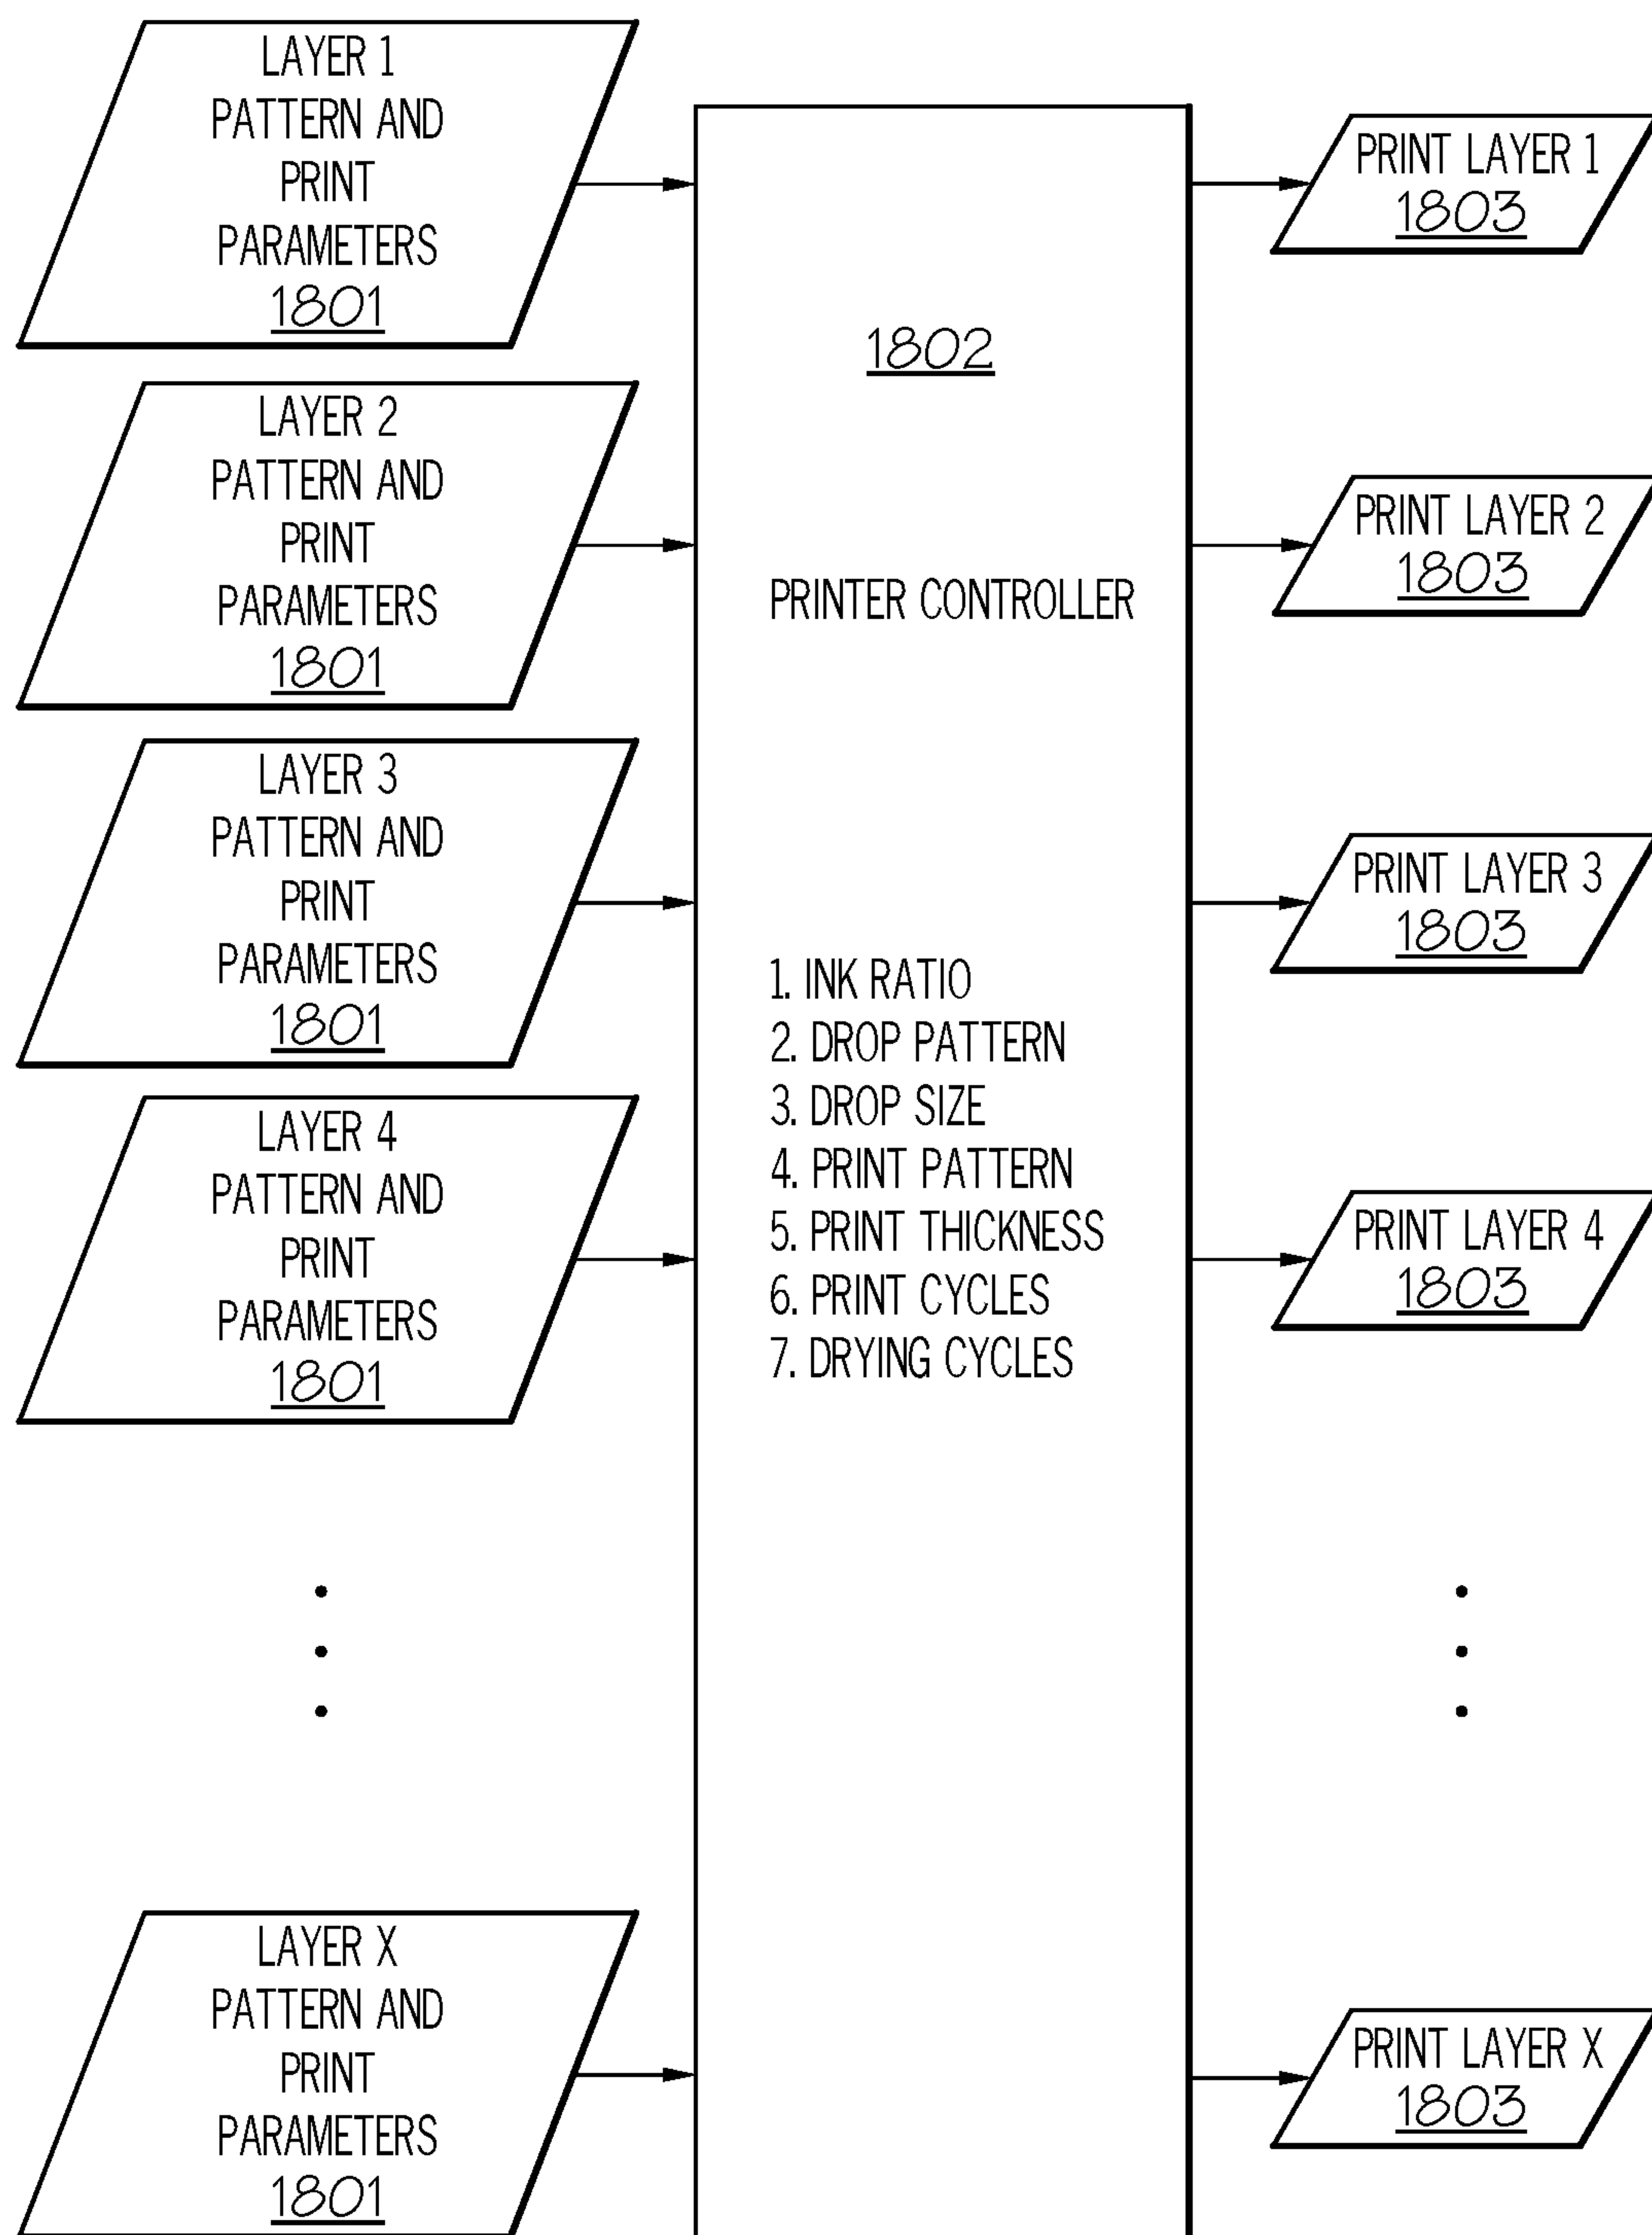 LAYER 1
PATTERN AND
PRINT
PARAMETERS
1801
LAYER 2
PATTERN AND
PRINT
PARAMETERS
1801
LAYER 3
PATTERN AND
PRINT
PARAMETERS
1801
LAYER 4
PATTERN AND
PRINT
PARAMETERS
1801
LAYER X
PATTERN AND
PRINT
PARAMETERS
1801
1802
PRINTER CONTROLLER
1. INK RATIO
2. DROP PATTERN
3. DROP SIZE
4. PRINT PATTERN
5. PRINT THICKNESS
6. PRINT CYCLES
7. DRYING CYCLES
PRINT LAYER 1
1803
PRINT LAYER 2
1803
PRINT LAYER 3
1803
PRINT LAYER 4
1803
PRINT LAYER X
1803